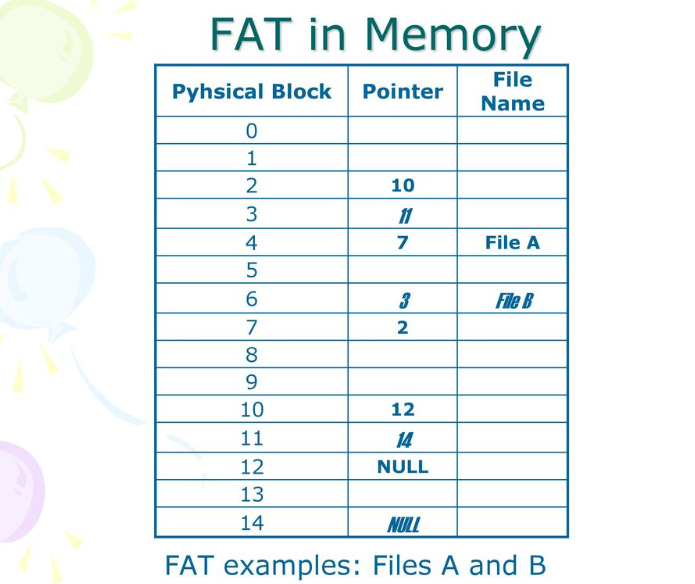 FAT in Memory
Pyhsical Block Pointer File Name
0
1
2 10
3 11
4 7 File A
5
6 3 File B
7 2
8
9
10 12
11 14
12 NULL
13
14 NULL
FAT examples: Files A and B